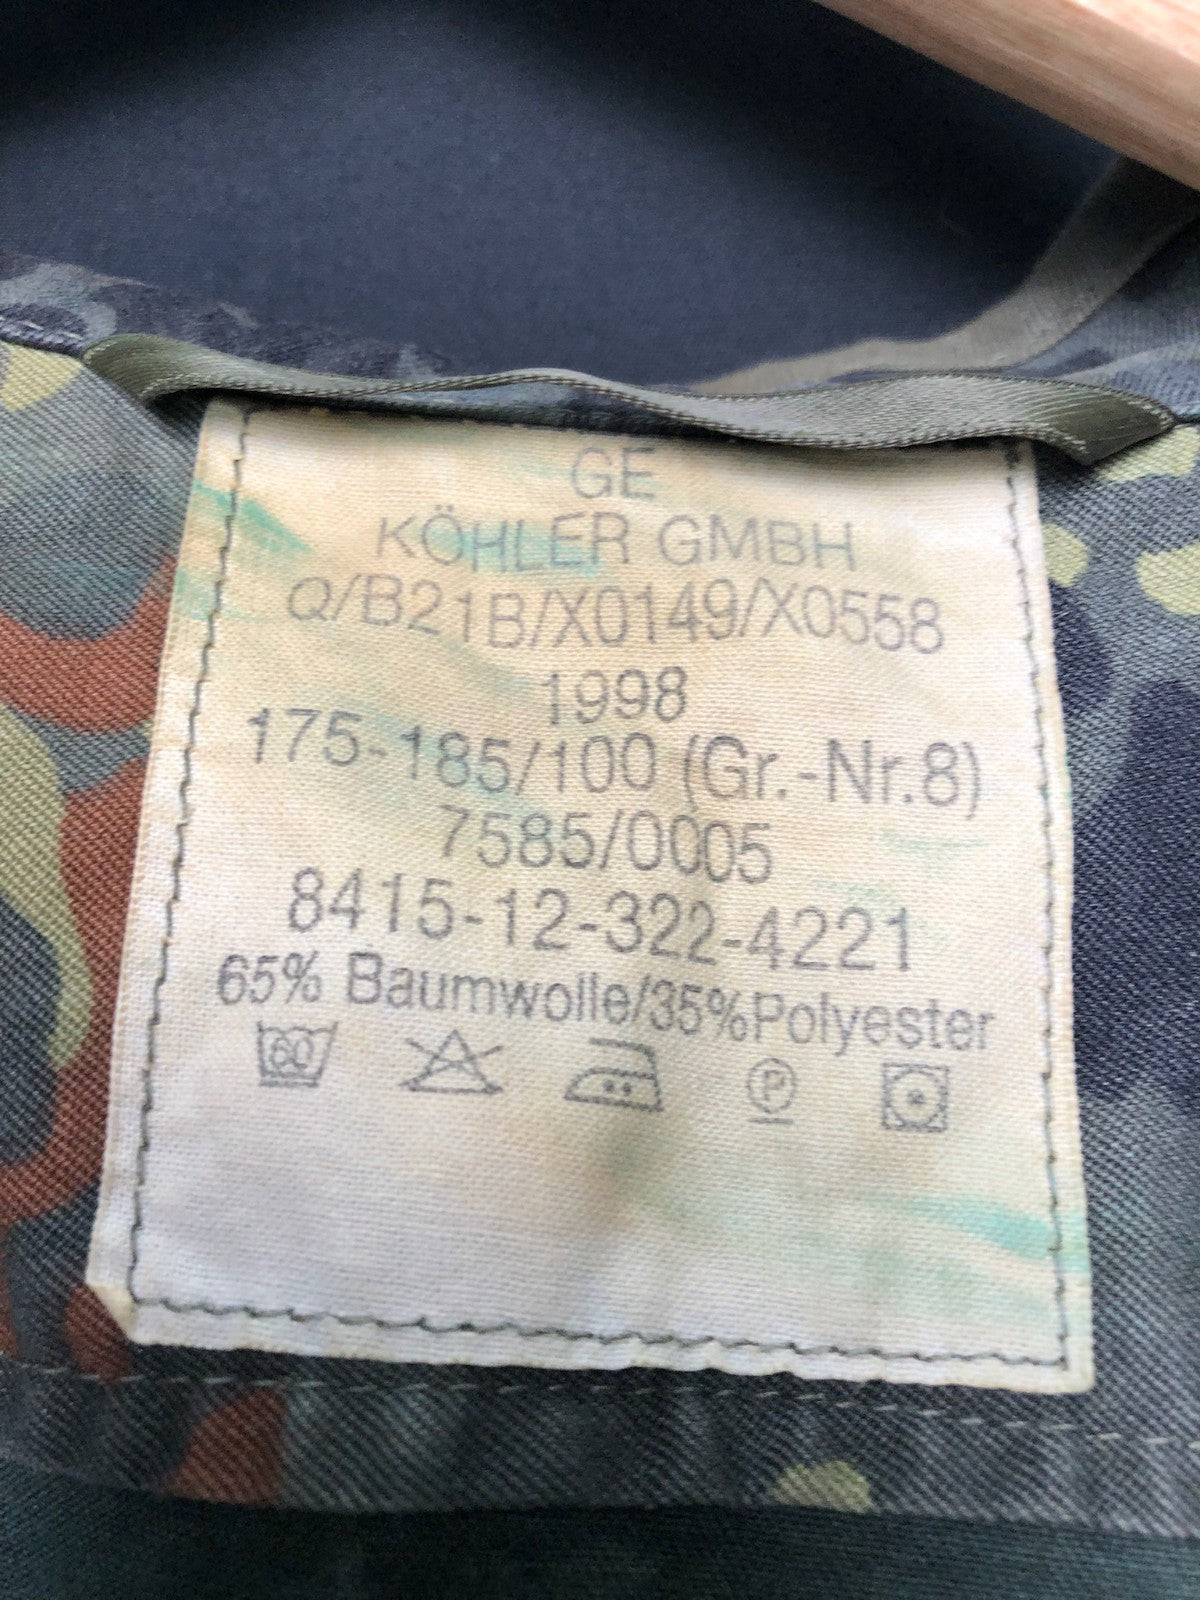 GE
KÖHLER GMBH
Q/B21B/X0149/X0558
1998
175-185/100 (Gr.-Nr.8)
7585/0005
8415-12-322-4221
65% Baumwolle/35%Polyester
60 P